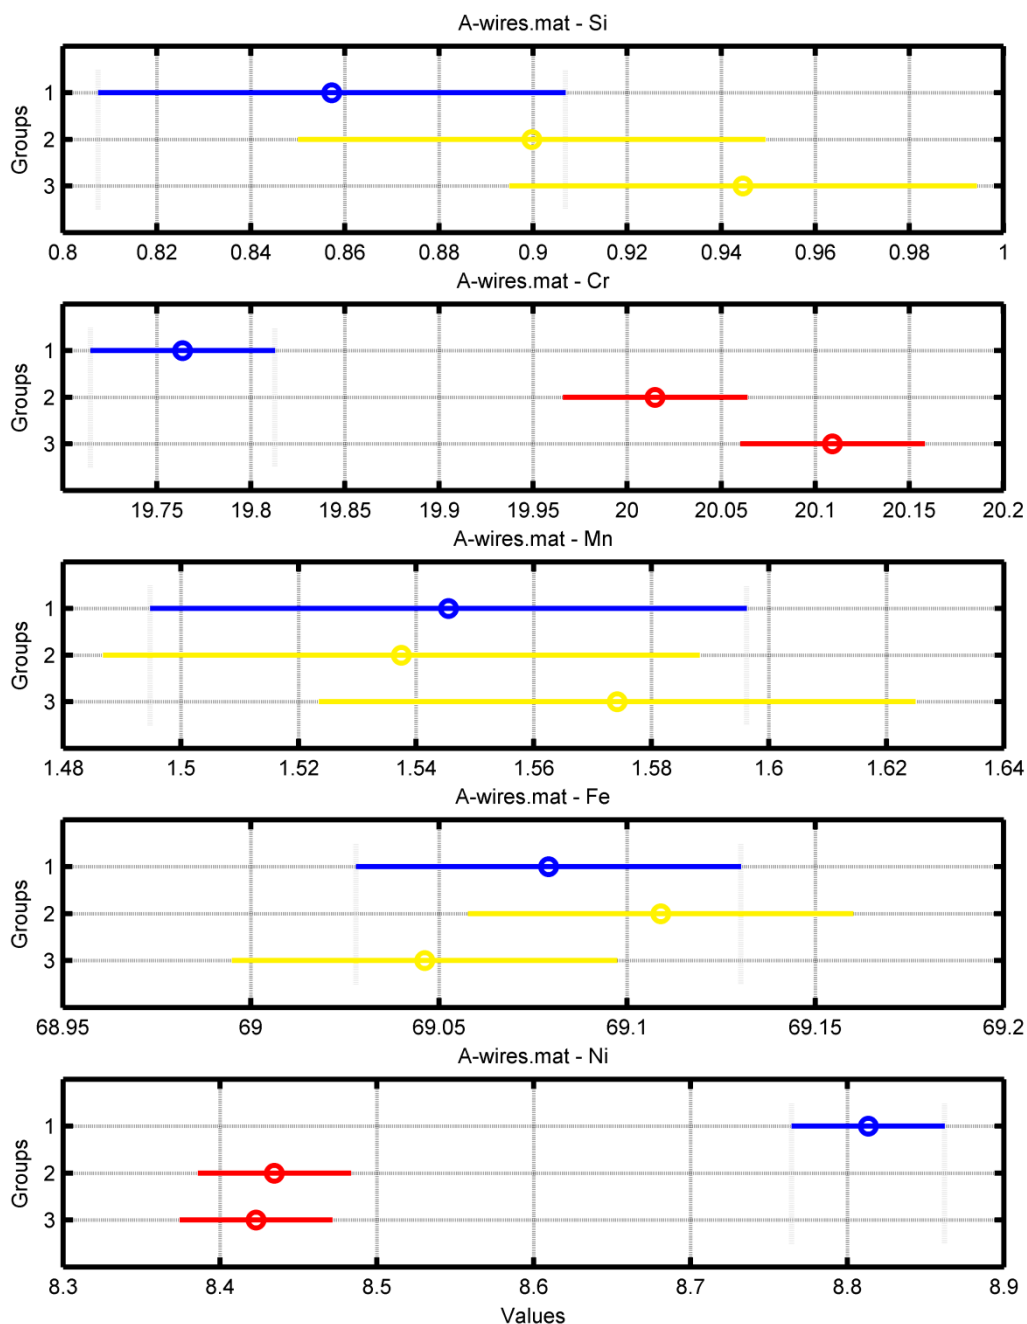 A-wires.mat - Si
Groups
1
2
3
0.8 0.82 0.84 0.86 0.88 0.9 0.92 0.94 0.96 0.98 1
A-wires.mat - Cr
Groups
1
2
3
19.75 19.8 19.85 19.9 19.95 20 20.05 20.1 20.15 20.2
A-wires.mat - Mn
Groups
1
2
3
1.48 1.5 1.52 1.54 1.56 1.58 1.6 1.62 1.64
A-wires.mat - Fe
Groups
1
2
3
68.95 69 69.05 69.1 69.15 69.2
A-wires.mat - Ni
Groups
1
2
3
8.3 8.4 8.5 8.6 8.7 8.8 8.9
Values